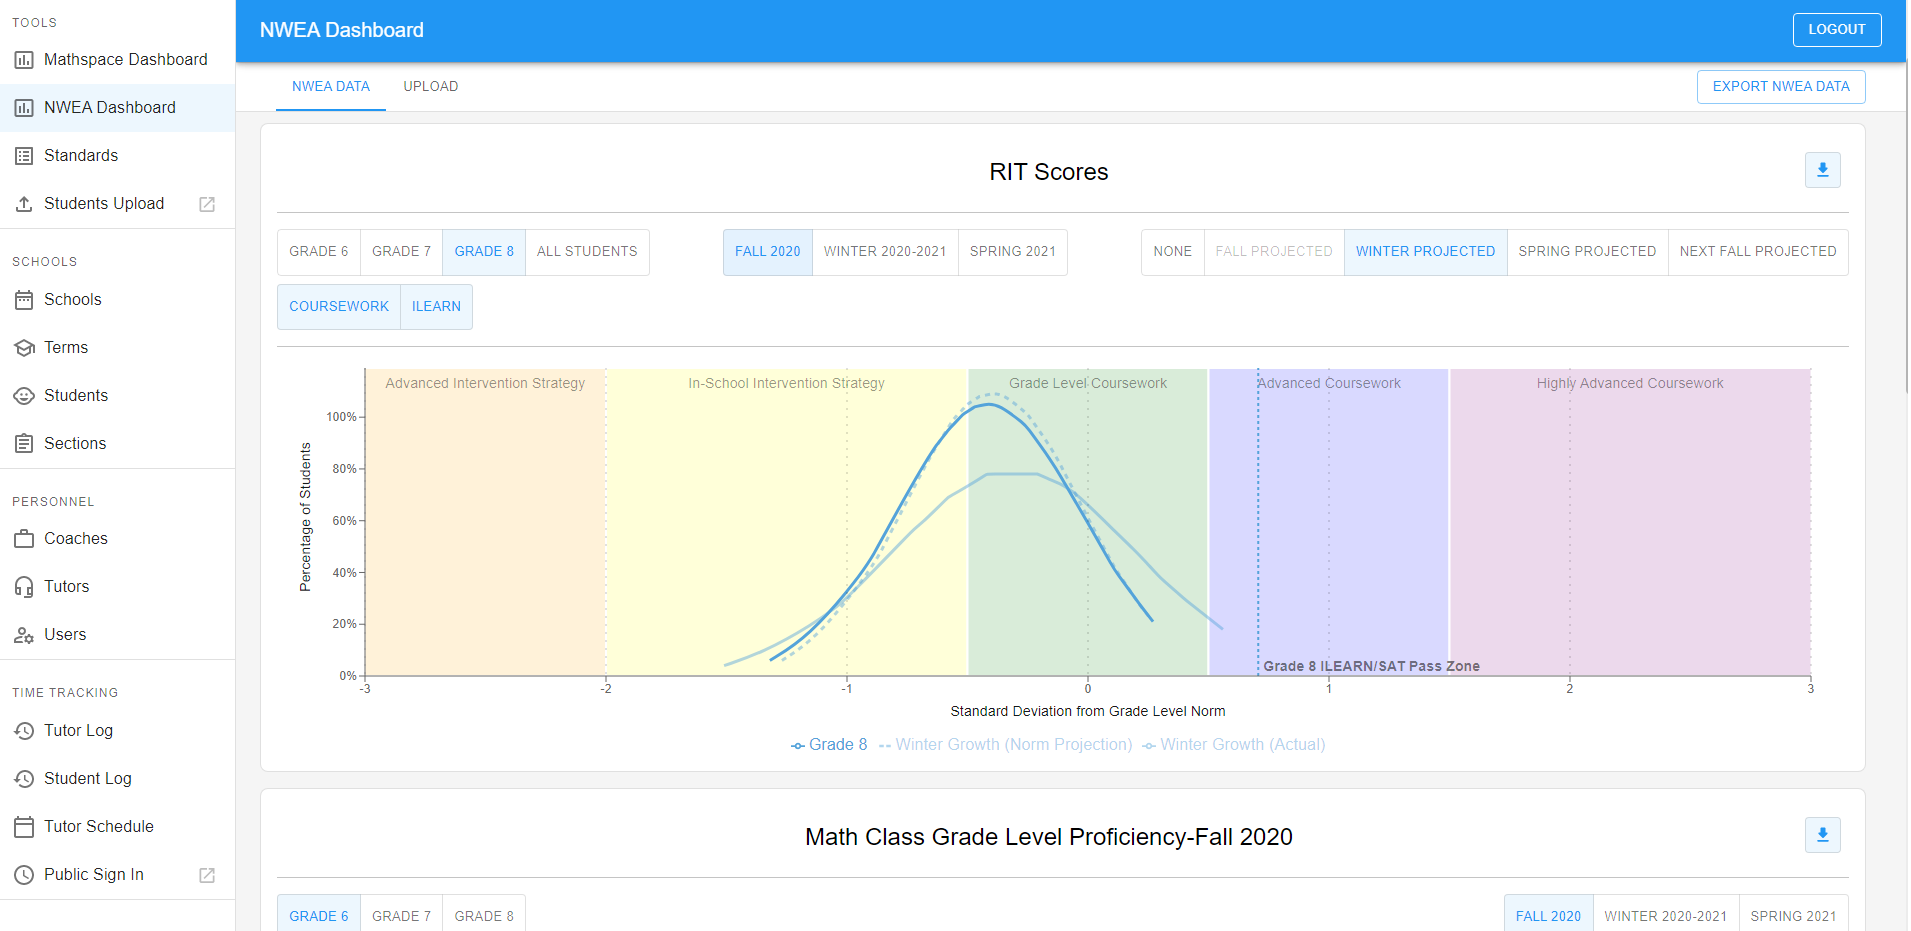 TOOLS
Mathspace Dashboard
NWEA Dashboard
Standards
Students Upload
SCHOOLS
Schools
Terms
Students
Sections
PERSONNEL
Coaches
Tutors
Users
TIME TRACKING
Tutor Log
Student Log
Tutor Schedule
Public Sign In
NWEA Dashboard
LOGOUT
NWEA DATA UPLOAD
EXPORT NWEA DATA
RIT Scores
GRADE 6 GRADE 7 GRADE 8 ALL STUDENTS
FALL 2020 WINTER 2020-2021 SPRING 2021
NONE FALL PROJECTED WINTER PROJECTED SPRING PROJECTED NEXT FALL PROJECTED
COURSEWORK ILEARN
Advanced Intervention Strategy In-School Intervention Strategy Grade Level Coursework Advanced Coursework Highly Advanced Coursework
Percentage of Students
100%
80%
60%
40%
20%
0%
Grade 8 ILEARN/SAT Pass Zone
-3 -2 -1 0 1 2 3
Standard Deviation from Grade Level Norm
Grade 8 Winter Growth (Norm Projection) Winter Growth (Actual)
Math Class Grade Level Proficiency-Fall 2020
GRADE 6 GRADE 7 GRADE 8
FALL 2020 WINTER 2020-2021 SPRING 2021